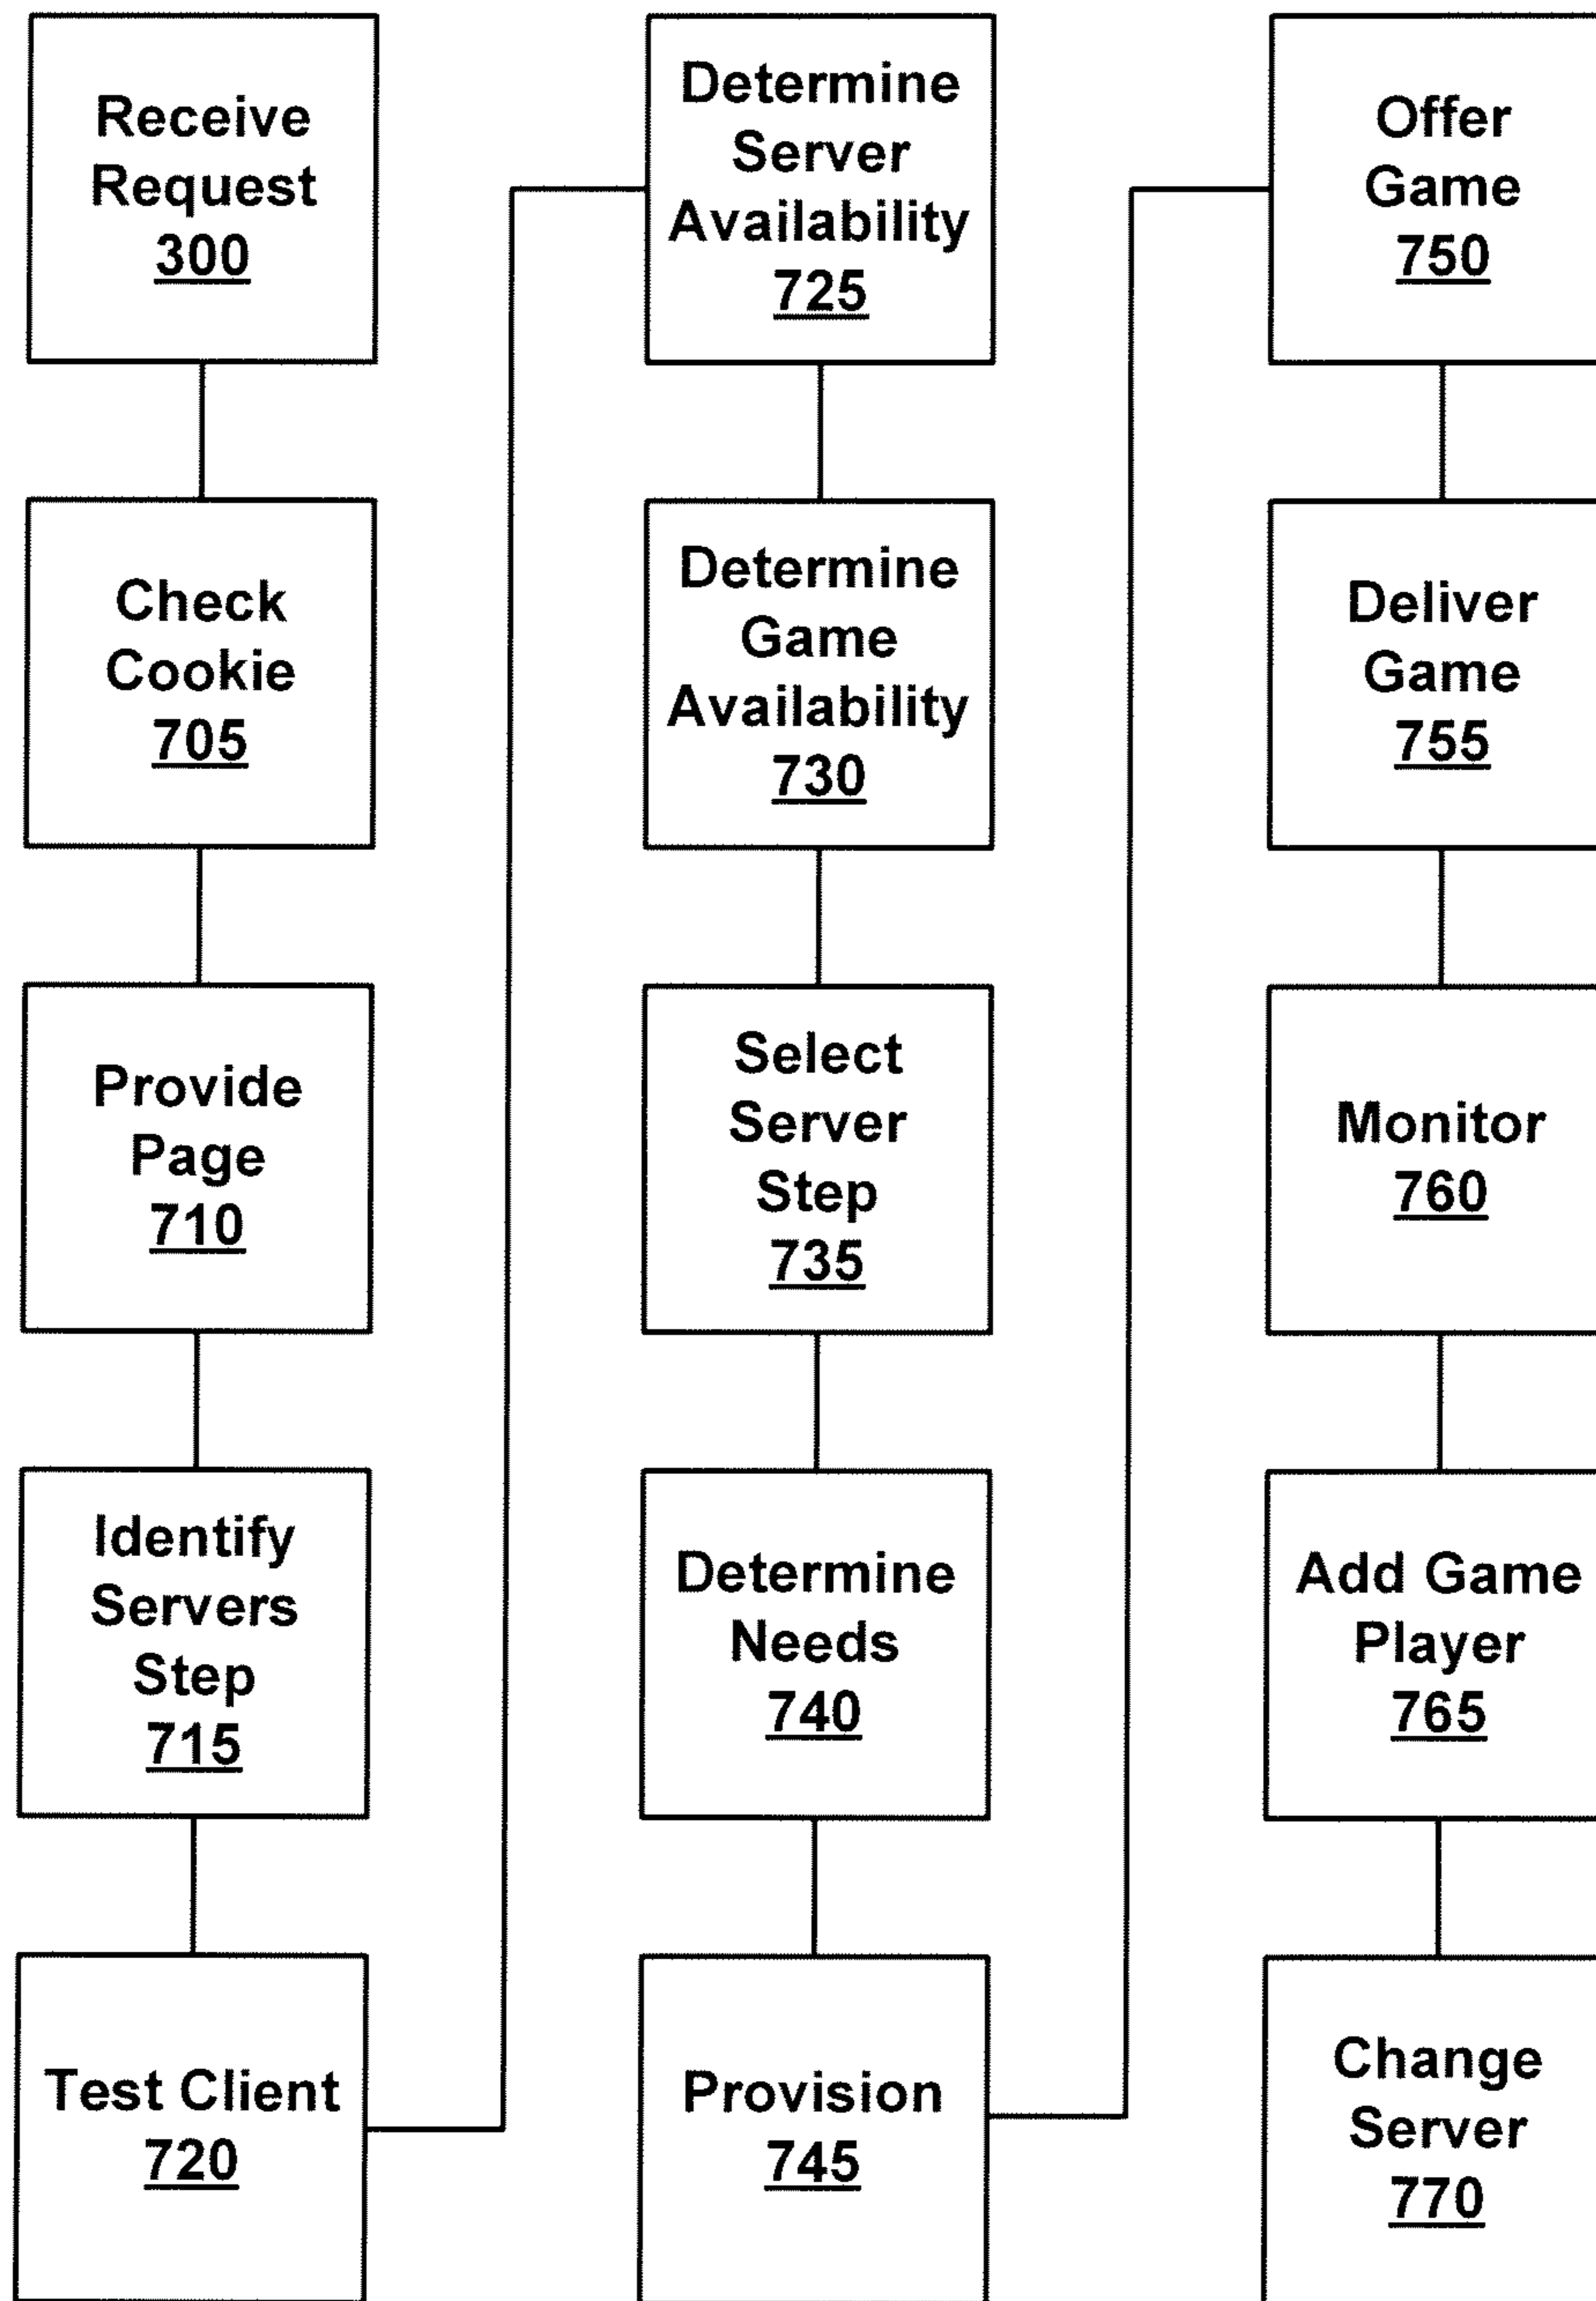 Receive
Request
300
Check
Cookie
705
Provide
Page
710
Identify
Servers
Step
715
Test Client
720
Determine
Server
Availability
725
Determine
Game
Availability
730
Select
Server
Step
735
Determine
Needs
740
Provision
745
Offer
Game
750
Deliver
Game
755
Monitor
760
Add Game
Player
765
Change
Server
770